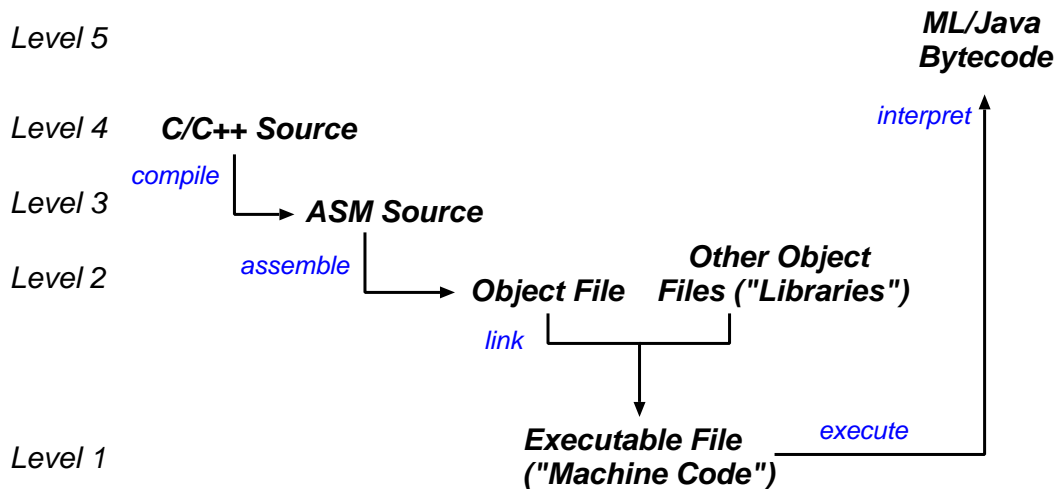 Level 5
ML/Java
Bytecode
Level 4
C/C++ Source
interpret
compile
Level 3
ASM Source
assemble
Level 2
Other Object
Object File
Files ("Libraries")
link
Executable File
execute
Level 1
("Machine Code")